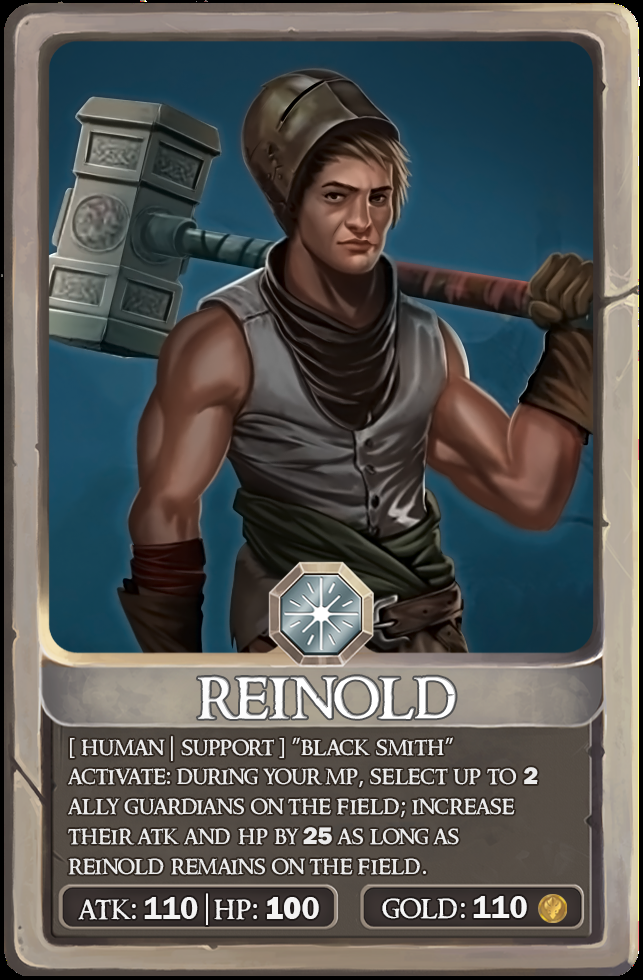 REINOLD
[ HUMAN | SUPPORT ] "BLACK SMITH"
ACTIVATE: DURING YOUR MP, SELECT UP TO 2
ALLY GUARDIANS ON THE FIELD; INCREASE
THEIR ATK AND HP BY 25 AS LONG AS
REINOLD REMAINS ON THE FIELD.
ATK: 110 | HP: 100 GOLD: 110